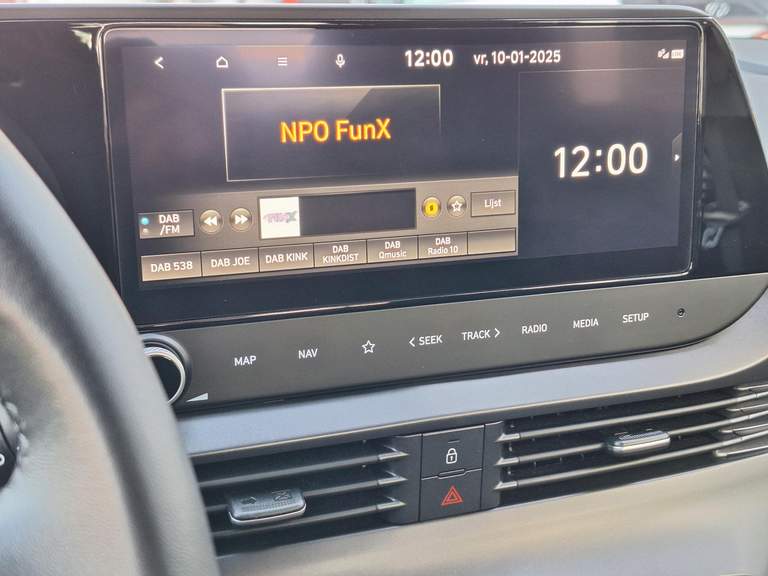 12:00 vr, 10-01-2025
NPO FunX
12:00
DAB
/FM
FUNX
Lijst
DAB 538
DAB JOE
DAB KINK
DAB
KINKDIST
DAB
Qmusic
DAB
Radio 10
MAP
NAV
< SEEK
TRACK >
RADIO
MEDIA
SETUP